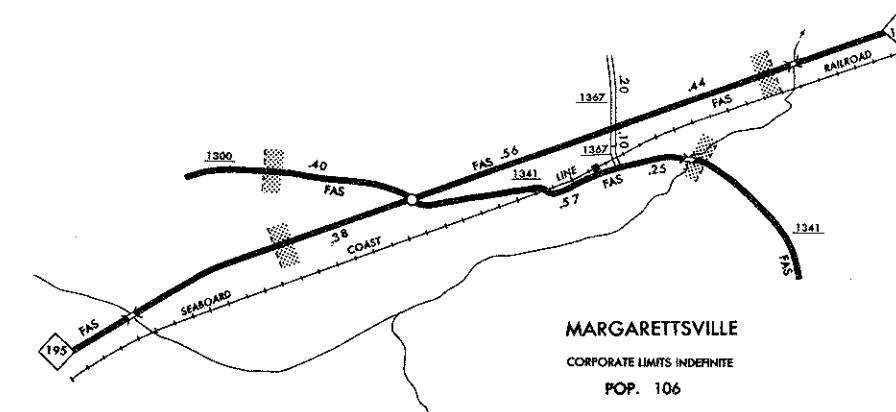 1
RAILROAD
.44
FAS
.20
1367
.10
1367
FAS .56
1300
.40
FAS
1341
LINE
FAS
.25
.57
.38
COAST
1341
FAS
SEABOARD
FAS
195
MARGARETTSVILLE
CORPORATE LIMITS INDEFINITE
POP. 106